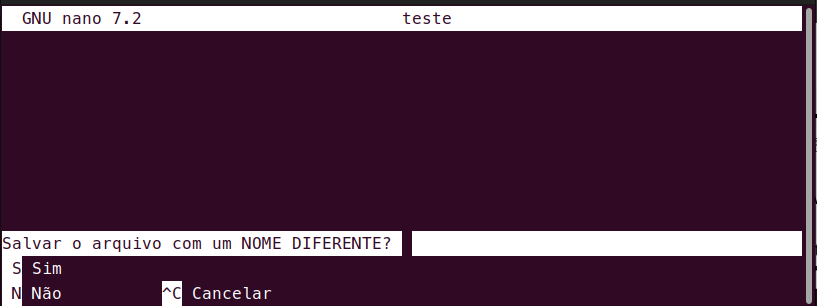 GNU nano 7.2 teste
Salvar o arquivo com um NOME DIFERENTE?
S Sim
N Não ^C Cancelar